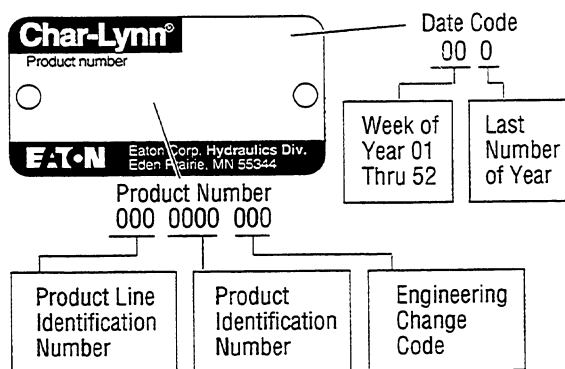 Char-Lynn®
Product number
EATON Eaton Corp. Hydraulics Div.
Eden Prairie, MN 55344
Date Code
00 0
Week of
Year 01
Thru 52
Last
Number
of Year
Product Number
000 0000 000
Product Line
Identification
Number
Product
Identification
Number
Engineering
Change
Code